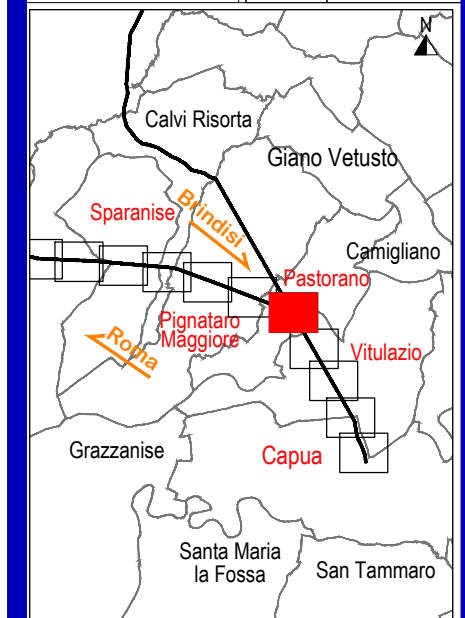 N
Calvi Risorta
Giano Vetusto
Sparanise
Brindisi
Camigliano
Pastorano
Pignataro
Maggiore
Roma
Vitulazio
Grazzanise
Capua
Santa Maria
la Fossa
San Tammaro